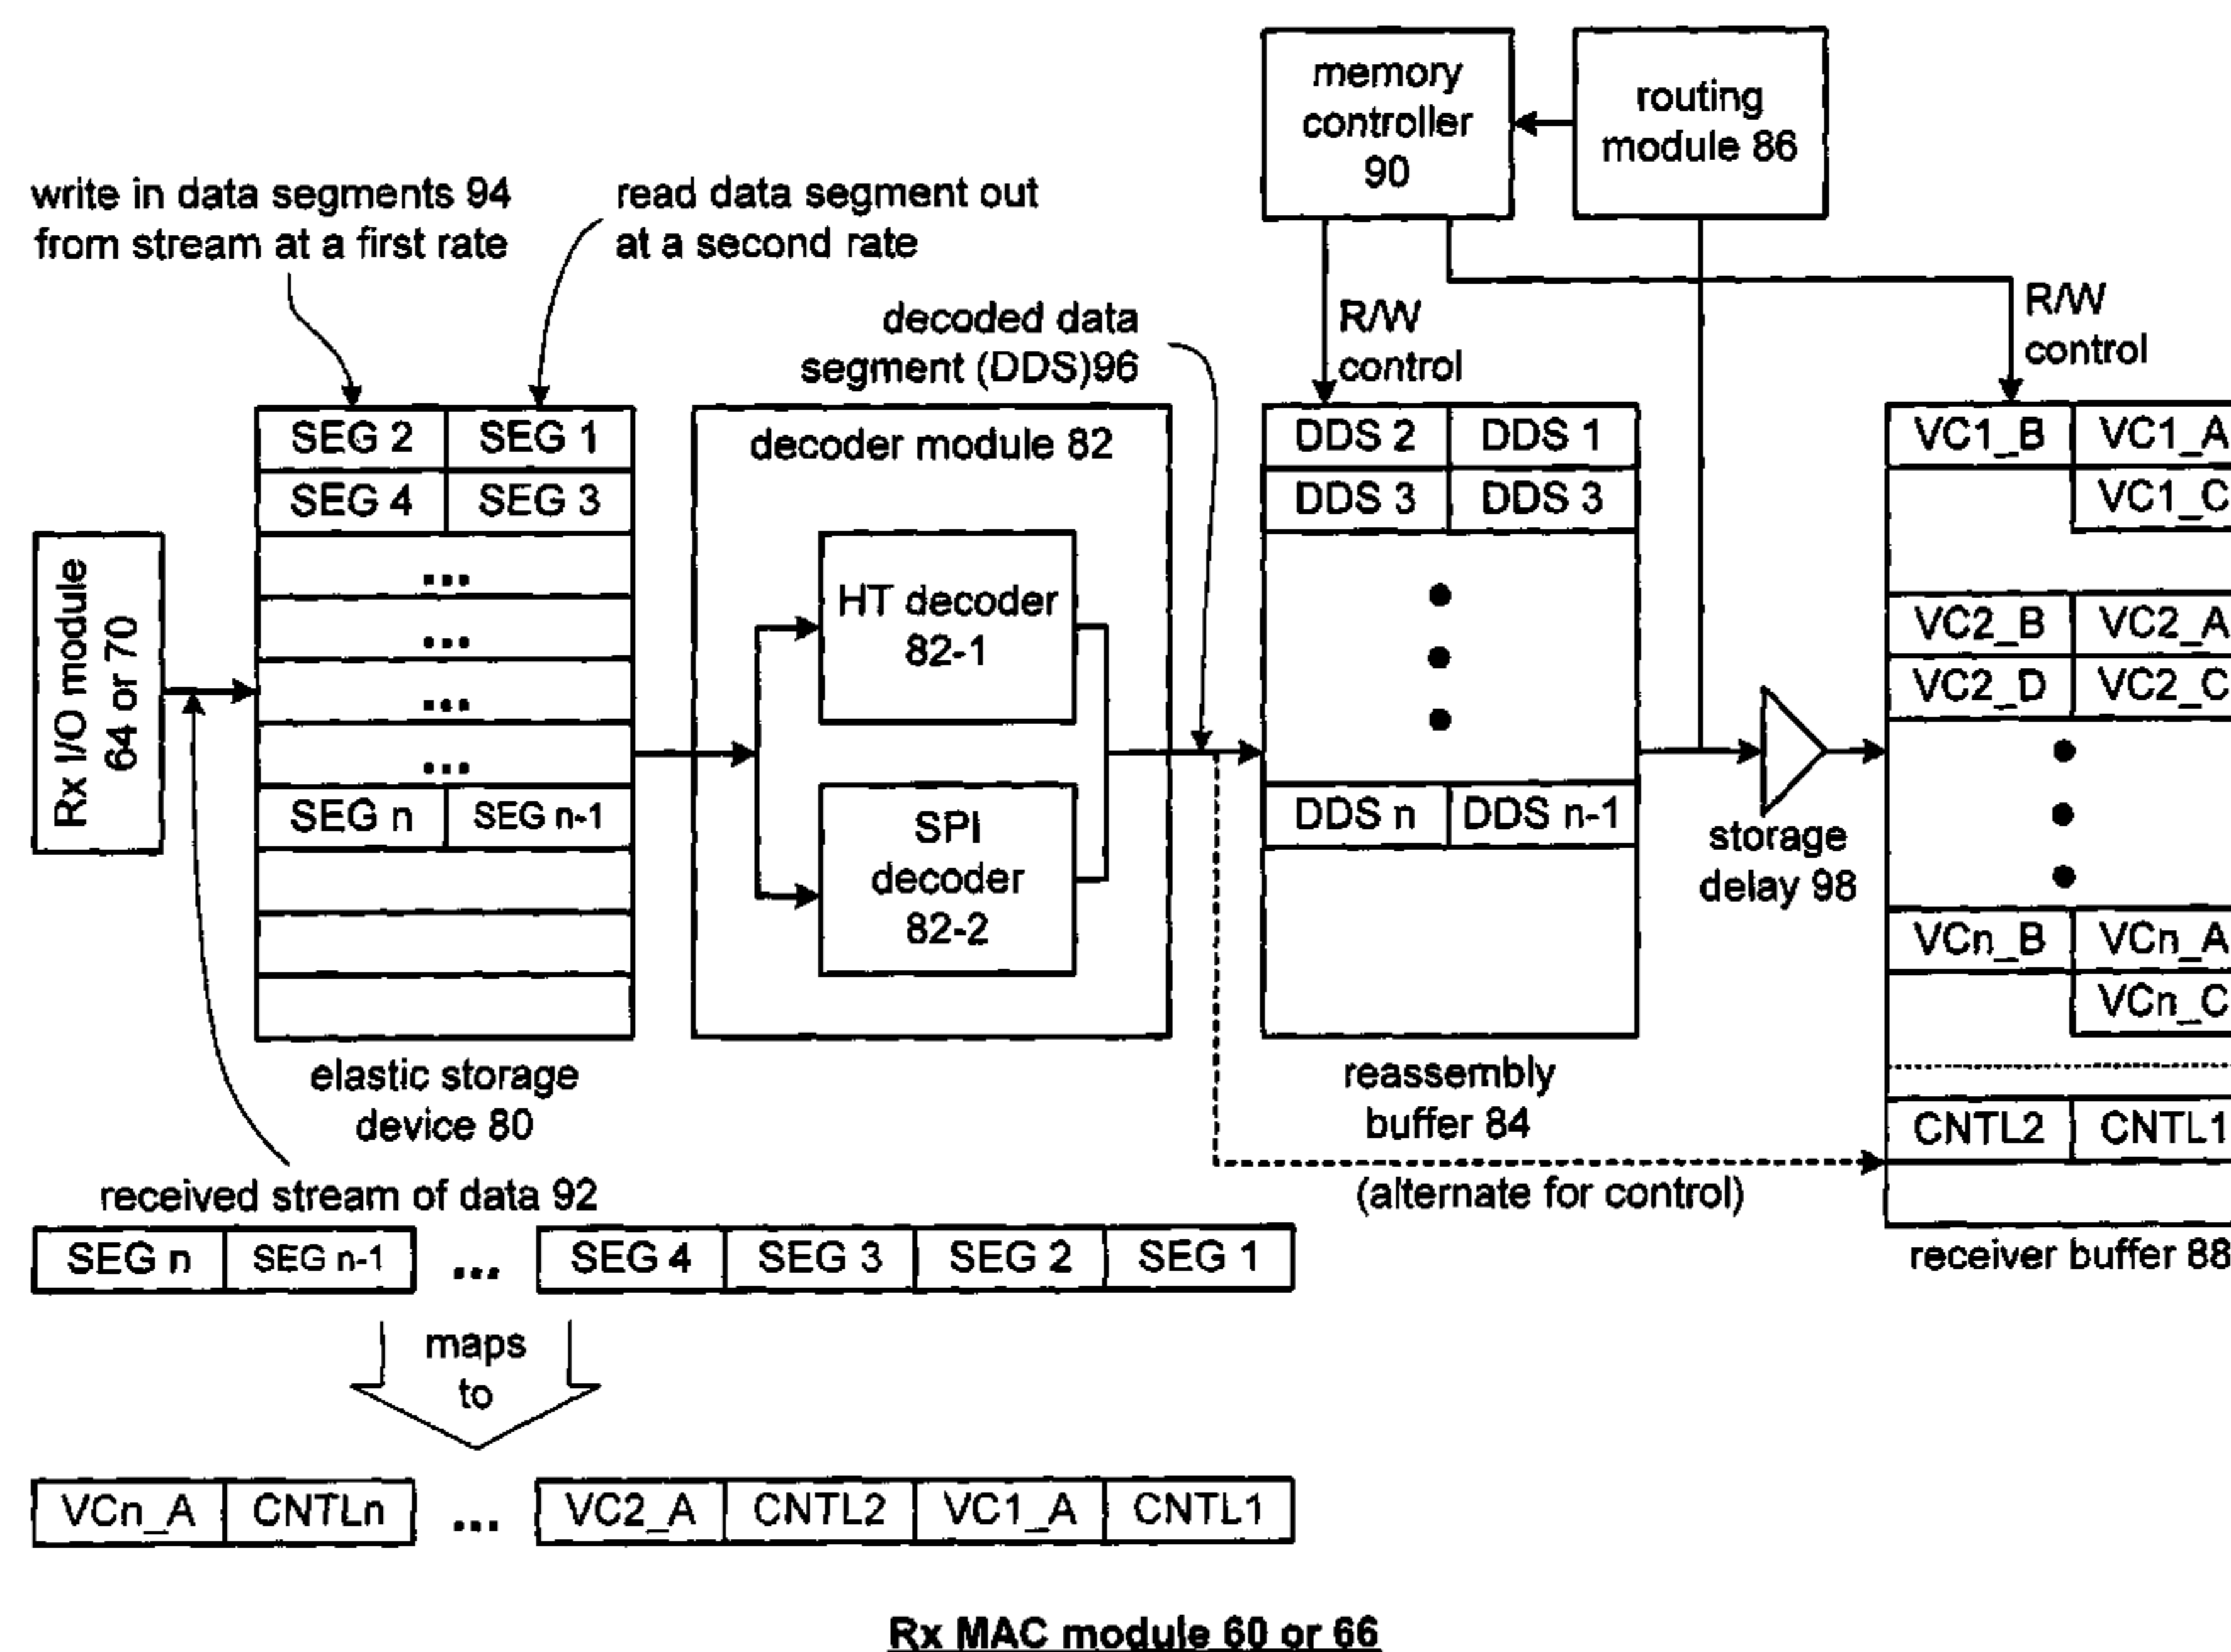 memory
controller
90
routing
module 86
write in data segments 94
from stream at a first rate
read data segment out
at a second rate
decoded data
segment (DDS)96
R/W
control
R/W
control
Rx I/O module
64 or 70
SEG 2 SEG 1
SEG 4 SEG 3
...
...
...
...
SEG n SEG n-1
elastic storage
device 80
decoder module 82
HT decoder
82-1
SPI
decoder
82-2
DDS 2 DDS 1
DDS 3 DDS 3
DDS n DDS n-1
reassembly
buffer 84
storage
delay 98
VC1_B VC1_A
VC1_C
VC2_B VC2_A
VC2_D VC2_C
VCn_B VCn_A
VCn_C
CNTL2 CNTL1
(alternate for control)
receiver buffer 88
received stream of data 92
SEG n SEG n-1 ... SEG 4 SEG 3 SEG 2 SEG 1
maps
to
VCn_A CNTLn ... VC2_A CNTL2 VC1_A CNTL1
Rx MAC module 60 or 66